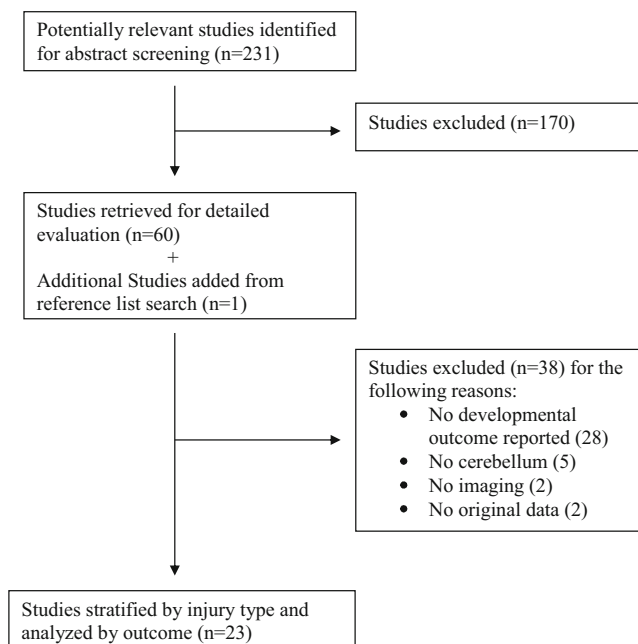 Potentially relevant studies identified
for abstract screening (n=231)
Studies excluded (n=170)
Studies retrieved for detailed
evaluation (n=60)
+
Additional Studies added from
reference list search (n=1)
Studies excluded (n=38) for the
following reasons:
• No developmental
outcome reported (28)
• No cerebellum (5)
• No imaging (2)
• No original data (2)
Studies stratified by injury type and
analyzed by outcome (n=23)